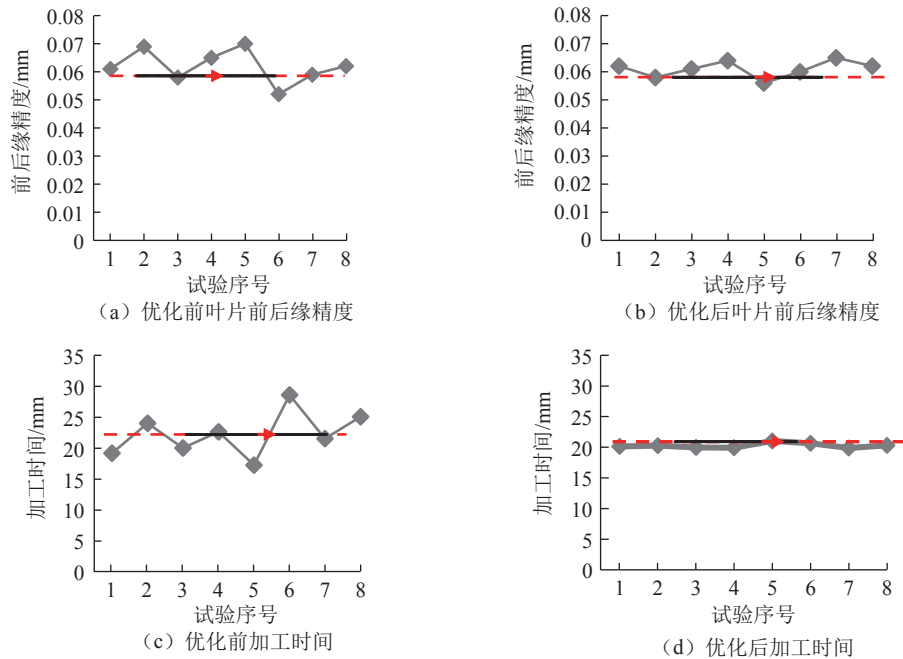 0.08
0.07
0.06
0.05
0.04
0.03
0.02
0.01
0
前后缘精度/mm
1 2 3 4 5 6 7 8
试验序号
（a）优化前叶片前后缘精度
0.08
0.07
0.06
0.05
0.04
0.03
0.02
0.01
0
前后缘精度/mm
1 2 3 4 5 6 7 8
试验序号
（b）优化后叶片前后缘精度
35
30
25
20
15
10
5
0
加工时间/mm
1 2 3 4 5 6 7 8
试验序号
（c）优化前加工时间
35
30
25
20
15
10
5
0
加工时间/mm
1 2 3 4 5 6 7 8
试验序号
（d）优化后加工时间